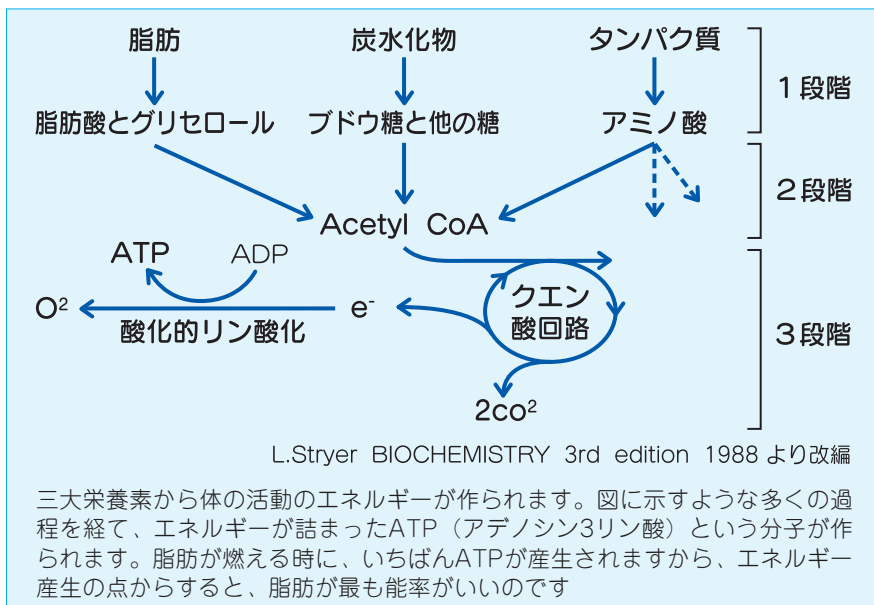 脂肪 炭水化物 タンパク質
1段階
脂肪酸とグリセロール ブドウ糖と他の糖 アミノ酸
2段階
Acetyl CoA
ATP ADP
O² e⁻ クエン
酸回路
酸化的リン酸化 3段階
2co²
L.Stryer BIOCHEMISTRY 3rd edition 1988 より改編
三大栄養素から体の活動のエネルギーが作られます。図に示すような多くの過
程を経て、エネルギーが詰まったATP（アデノシン3リン酸）という分子が作
られます。脂肪が燃える時に、いちばんATPが産生されますから、エネルギー
産生の点からすると、脂肪が最も能率がいいのです